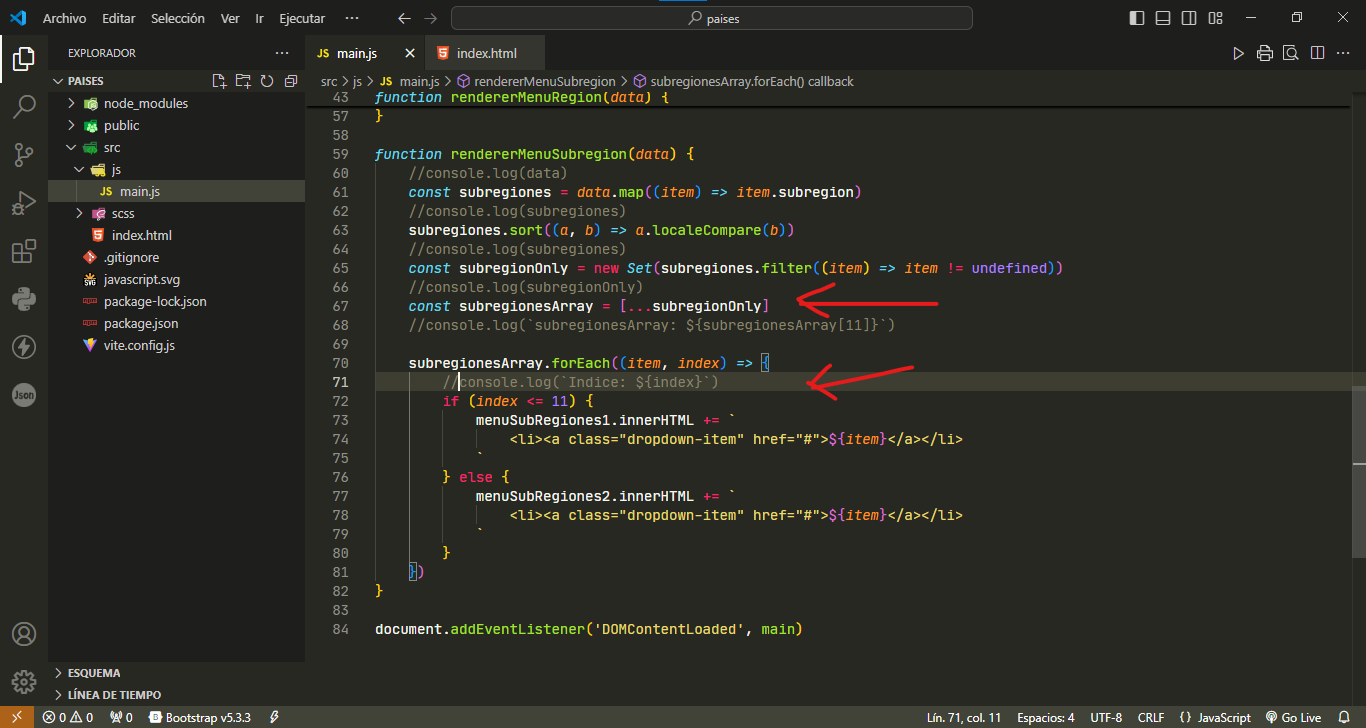 Archivo Editar Selección Ver Ir Ejecutar ··· paises
EXPLORADOR ···
JS main.js index.html
PAISES
node_modules
public
src
js
JS main.js
scss
index.html
.gitignore
javascript.svg
package-lock.json
package.json
vite.config.js
ESQUEMA
LÍNEA DE TIEMPO
Json
src > js > JS main.js > rendererMenuSubregion > subregionesArray.forEach() callback
43 function rendererMenuRegion(data) {
57 }
58
59 function rendererMenuSubregion(data) {
60 //console.log(data)
61 const subregiones = data.map((item) => item.subregion)
62 //console.log(subregiones)
63 subregiones.sort((a, b) => a.localeCompare(b))
64 //console.log(subregiones)
65 const subregionOnly = new Set(subregiones.filter((item) => item != undefined))
66 //console.log(subregionOnly)
67 const subregionesArray = [...subregionOnly]
68 //console.log(`subregionesArray: ${subregionesArray[11]}`)
69
70 subregionesArray.forEach((item, index) => {
71 //console.log(`Indice: ${index}`)
72 if (index <= 11) {
73 menuSubRegiones1.innerHTML += `
74 <li><a class="dropdown-item" href="#">${item}</a></li>
75 `
76 } else {
77 menuSubRegiones2.innerHTML += `
78 <li><a class="dropdown-item" href="#">${item}</a></li>
79 `
80 }
81 })
82 }
83
84 document.addEventListener('DOMContentLoaded', main)
0 0 0 Bootstrap v5.3.3 Lín. 71, col. 11 Espacios: 4 UTF-8 CRLF {} JavaScript Go Live